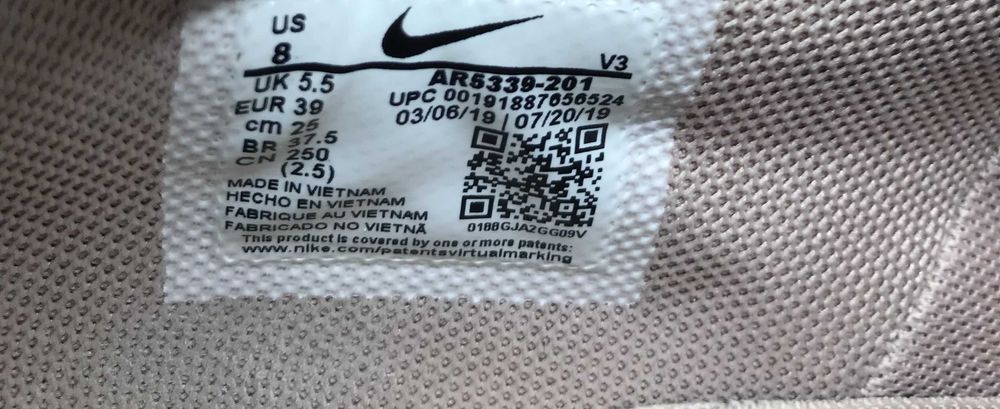 US
8
V3
UK 5.5
AR5339-201
EUR 39
UPC 00191887656524
cm 25
03/06/19 | 07/20/19
BR 37.5
CN 250
(2.5)
MADE IN VIETNAM
HECHO EN VIETNAM
FABRIQUE AU VIETNAM
FABRICADO NO VIETNÃ
0188GJA2GG89V
This product is covered by one or more patents:
www.nike.com/patentsvirtualmarking